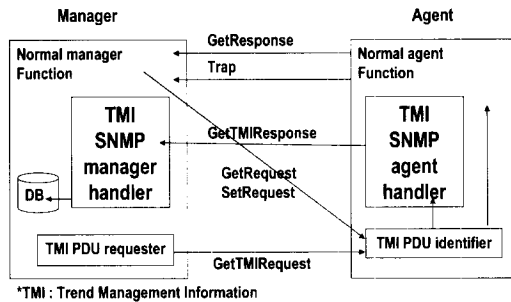 Manager
Agent
Normal manager
Function
GetResponse
Trap
Normal agent
Function
TMI
SNMP
manager
handler
GetTMIResponse
TMI
SNMP
agent
handler
DB
GetRequest
SetRequest
TMI PDU requester
GetTMIRequest
TMI PDU identifier
*TMI : Trend Management Information